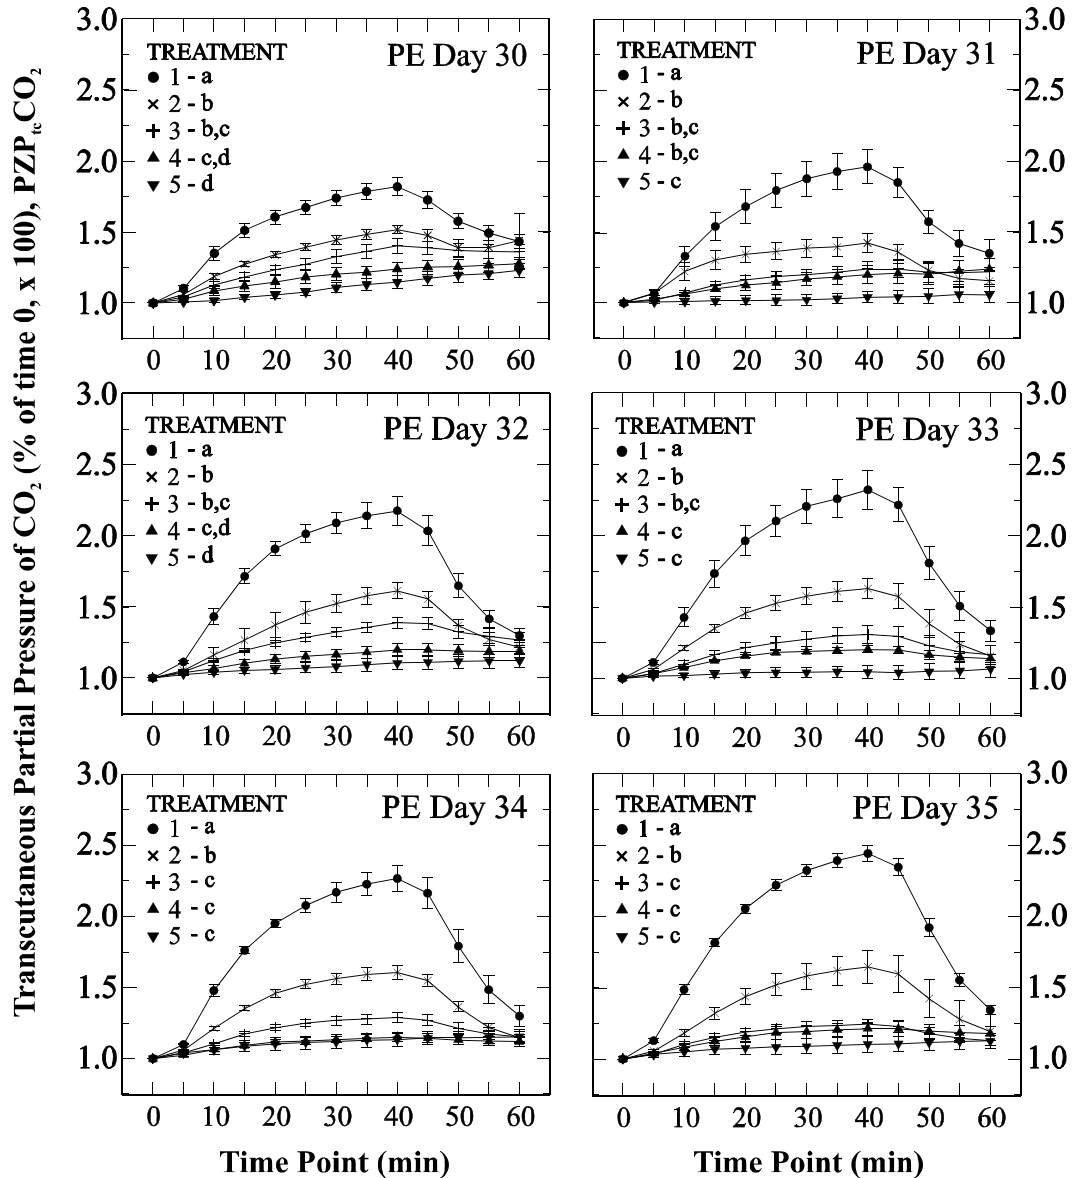 Transcutaneous Partial Pressure of CO2 (% of time 0, x 100), PZPtcCO2
3.0
2.5
2.0
1.5
1.0
TREATMENT
1 - a
2 - b
3 - b,c
4 - c,d
5 - d
PE Day 30
0 10 20 30 40 50 60
TREATMENT
1 - a
2 - b
3 - b,c
4 - b,c
5 - c
PE Day 31
3.0
2.5
2.0
1.5
1.0
0 10 20 30 40 50 60
3.0
2.5
2.0
1.5
1.0
TREATMENT
1 - a
2 - b
3 - b,c
4 - c,d
5 - d
PE Day 32
0 10 20 30 40 50 60
TREATMENT
1 - a
2 - b
3 - b,c
4 - c
5 - c
PE Day 33
3.0
2.5
2.0
1.5
1.0
0 10 20 30 40 50 60
3.0
2.5
2.0
1.5
1.0
TREATMENT
1 - a
2 - b
3 - c
4 - c
5 - c
PE Day 34
0 10 20 30 40 50 60
Time Point (min)
TREATMENT
1 - a
2 - b
3 - c
4 - c
5 - c
PE Day 35
3.0
2.5
2.0
1.5
1.0
0 10 20 30 40 50 60
Time Point (min)